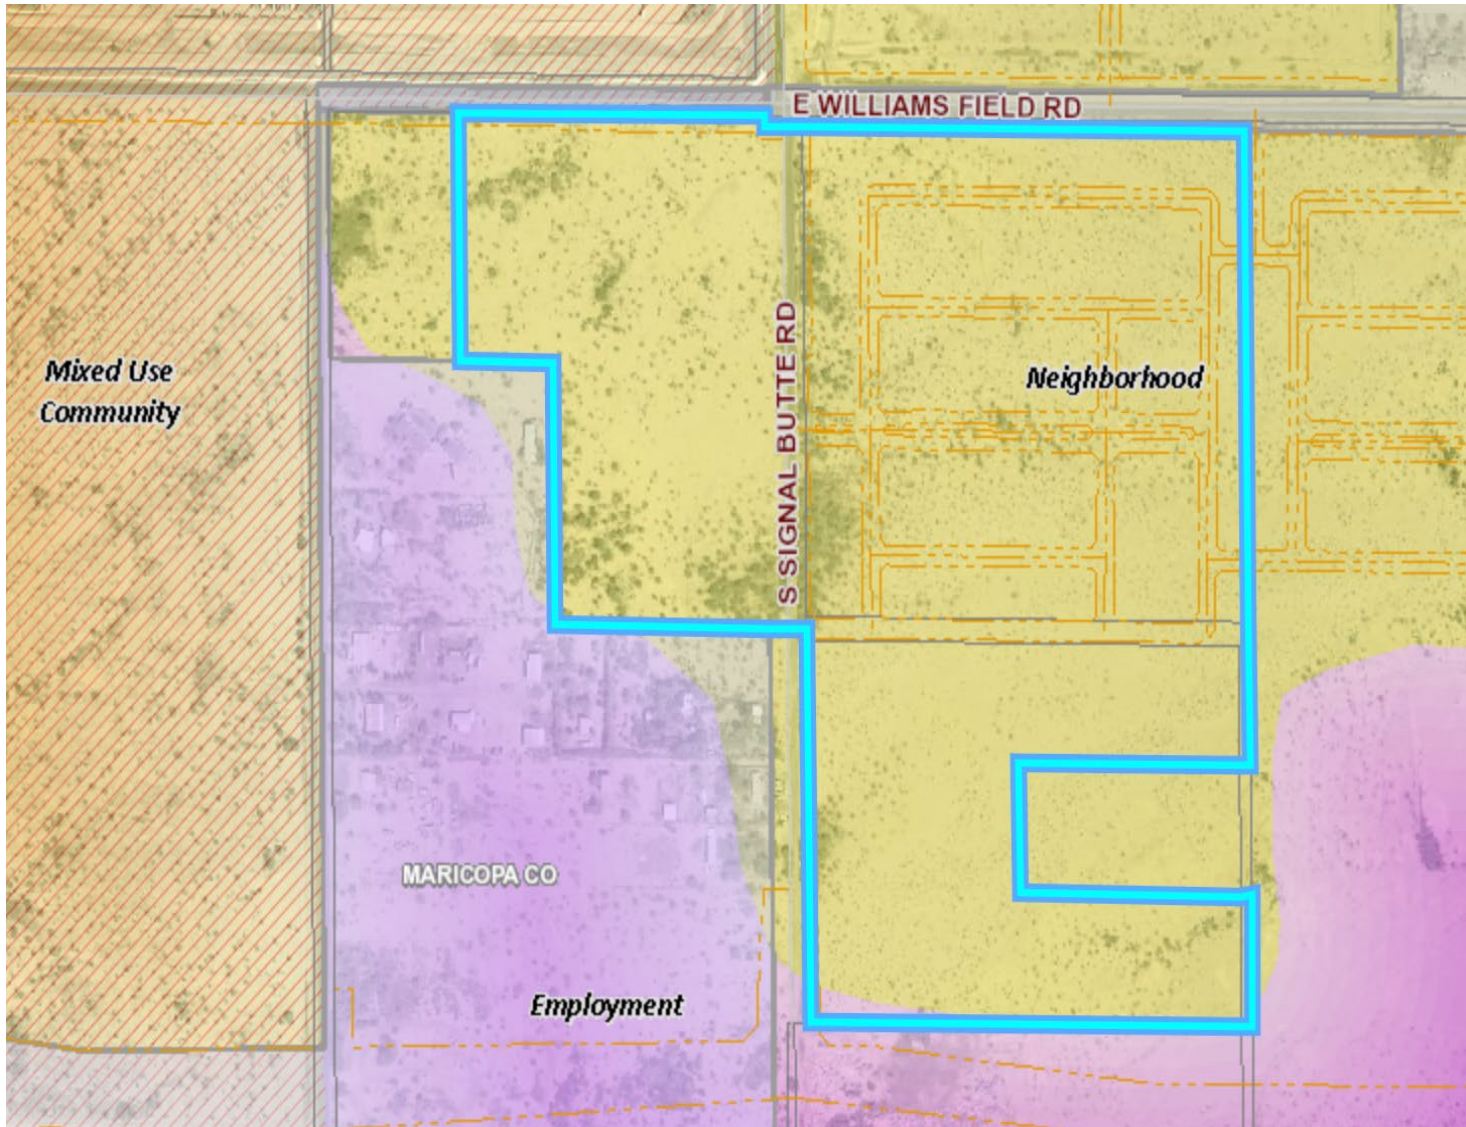 E WILLIAMS FIELD RD
Mixed Use
Community
Neighborhood
S SIGNAL BUTTE RD
MARICOPA CO
Employment